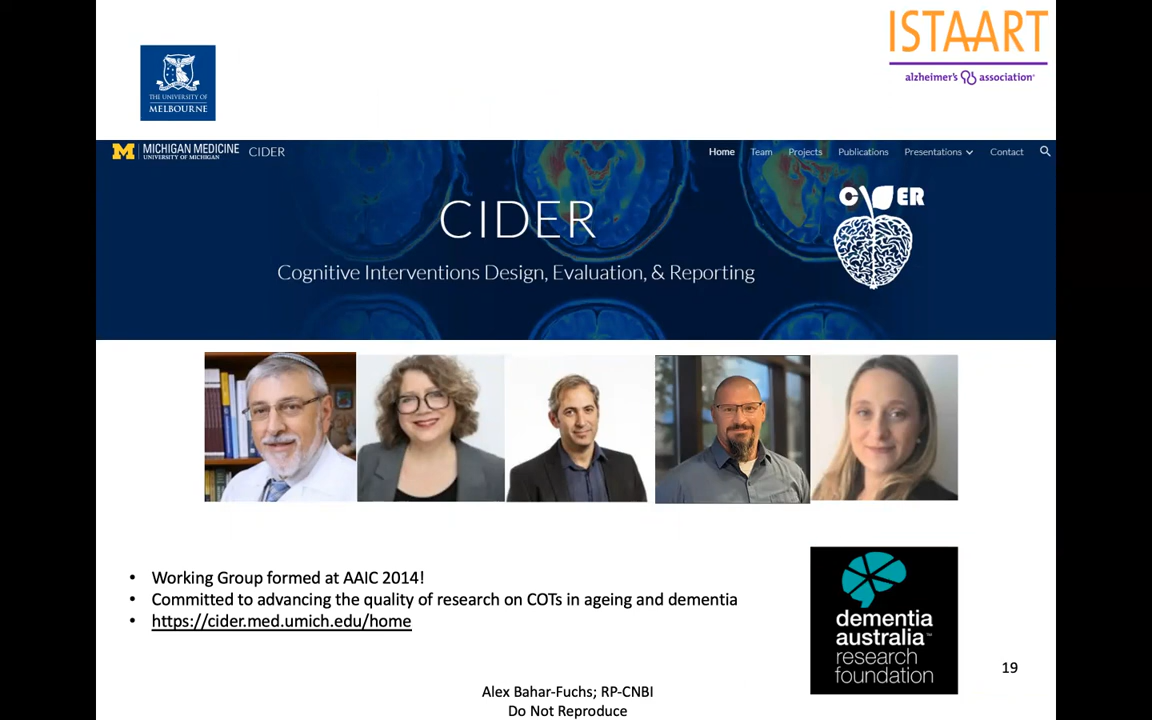 ISTAART
alzheimer's association®
THE UNIVERSITY OF
MELBOURNE
M MICHIGAN MEDICINE
UNIVERSITY OF MICHIGAN
CIDER
Home Team Projects Publications Presentations Contact
CIDER
CIDER
Cognitive Interventions Design, Evaluation, & Reporting
• Working Group formed at AAIC 2014!
• Committed to advancing the quality of research on COTs in ageing and dementia
• https://cider.med.umich.edu/home
dementia
australia™
research
foundation
19
Alex Bahar-Fuchs; RP-CNBI
Do Not Reproduce